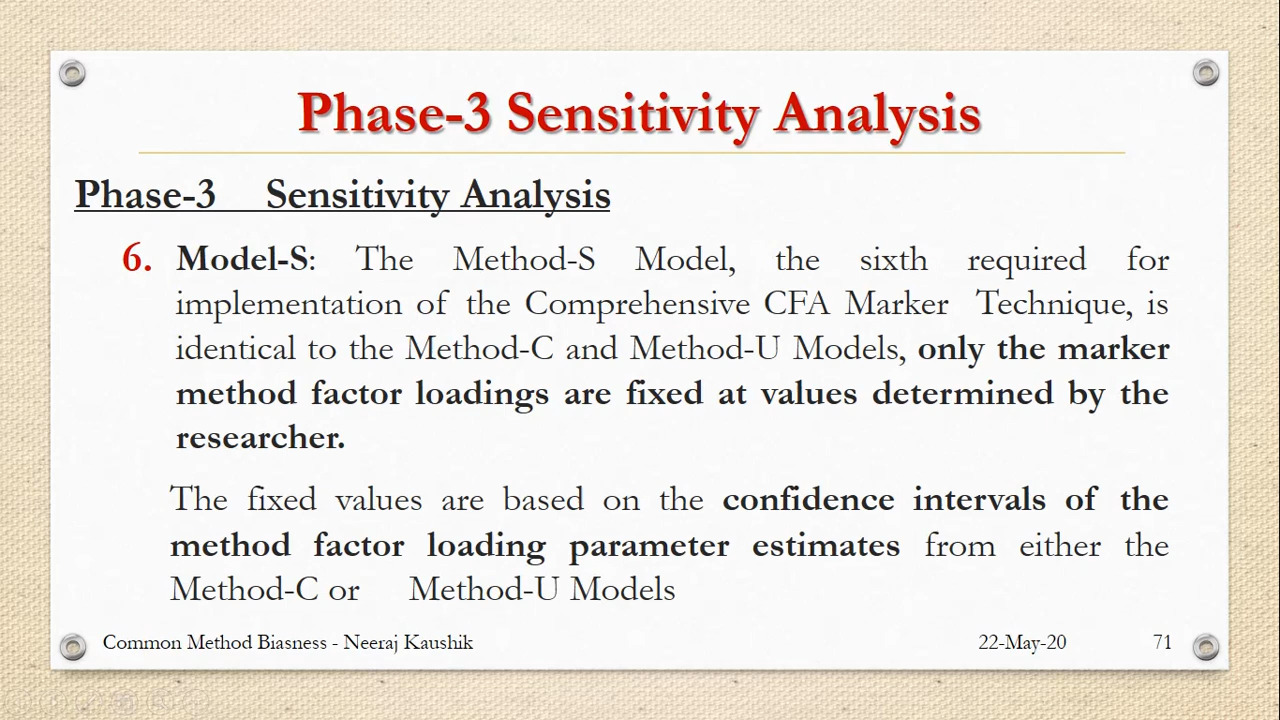 Phase-3 Sensitivity Analysis
Phase-3 Sensitivity Analysis
6. Model-S: The Method-S Model, the sixth required for
implementation of the Comprehensive CFA Marker Technique, is
identical to the Method-C and Method-U Models, only the marker
method factor loadings are fixed at values determined by the
researcher.
The fixed values are based on the confidence intervals of the
method factor loading parameter estimates from either the
Method-C or Method-U Models
Common Method Biasness - Neeraj Kaushik 22-May-20 71